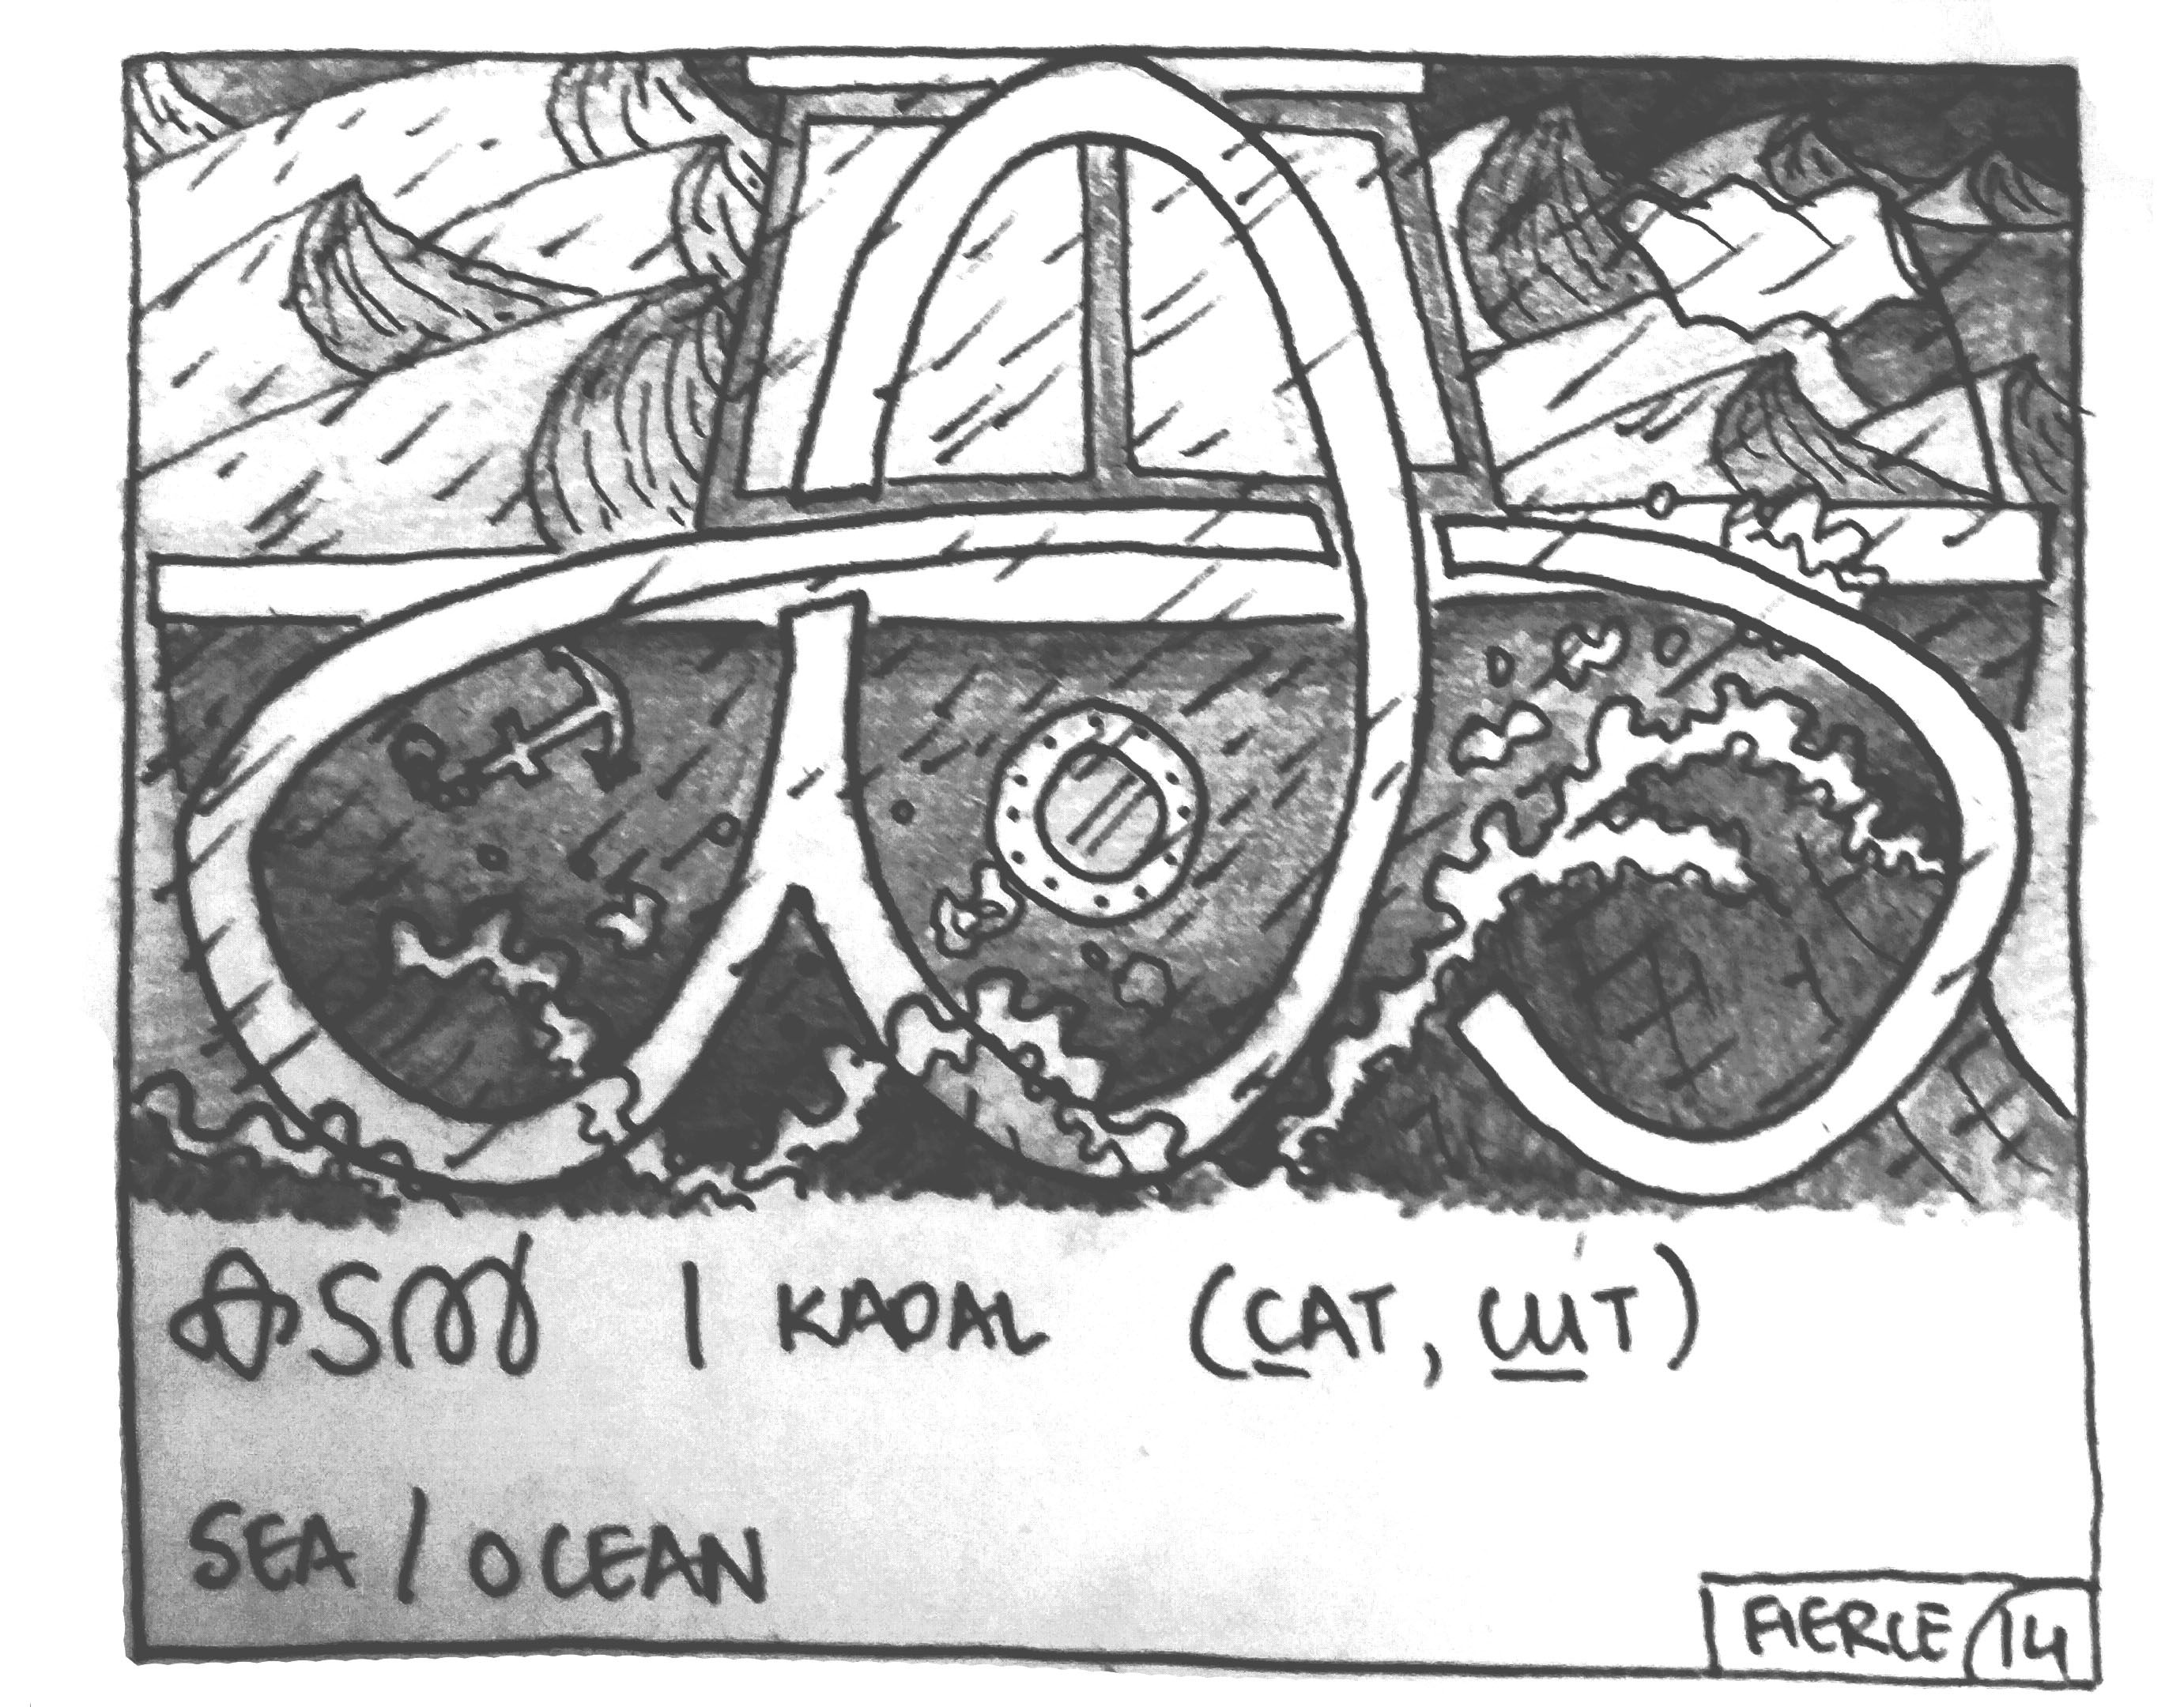 ക
കടൽ | KADAL (CAT, CUT)
SEA / OCEAN
FIERCE/14